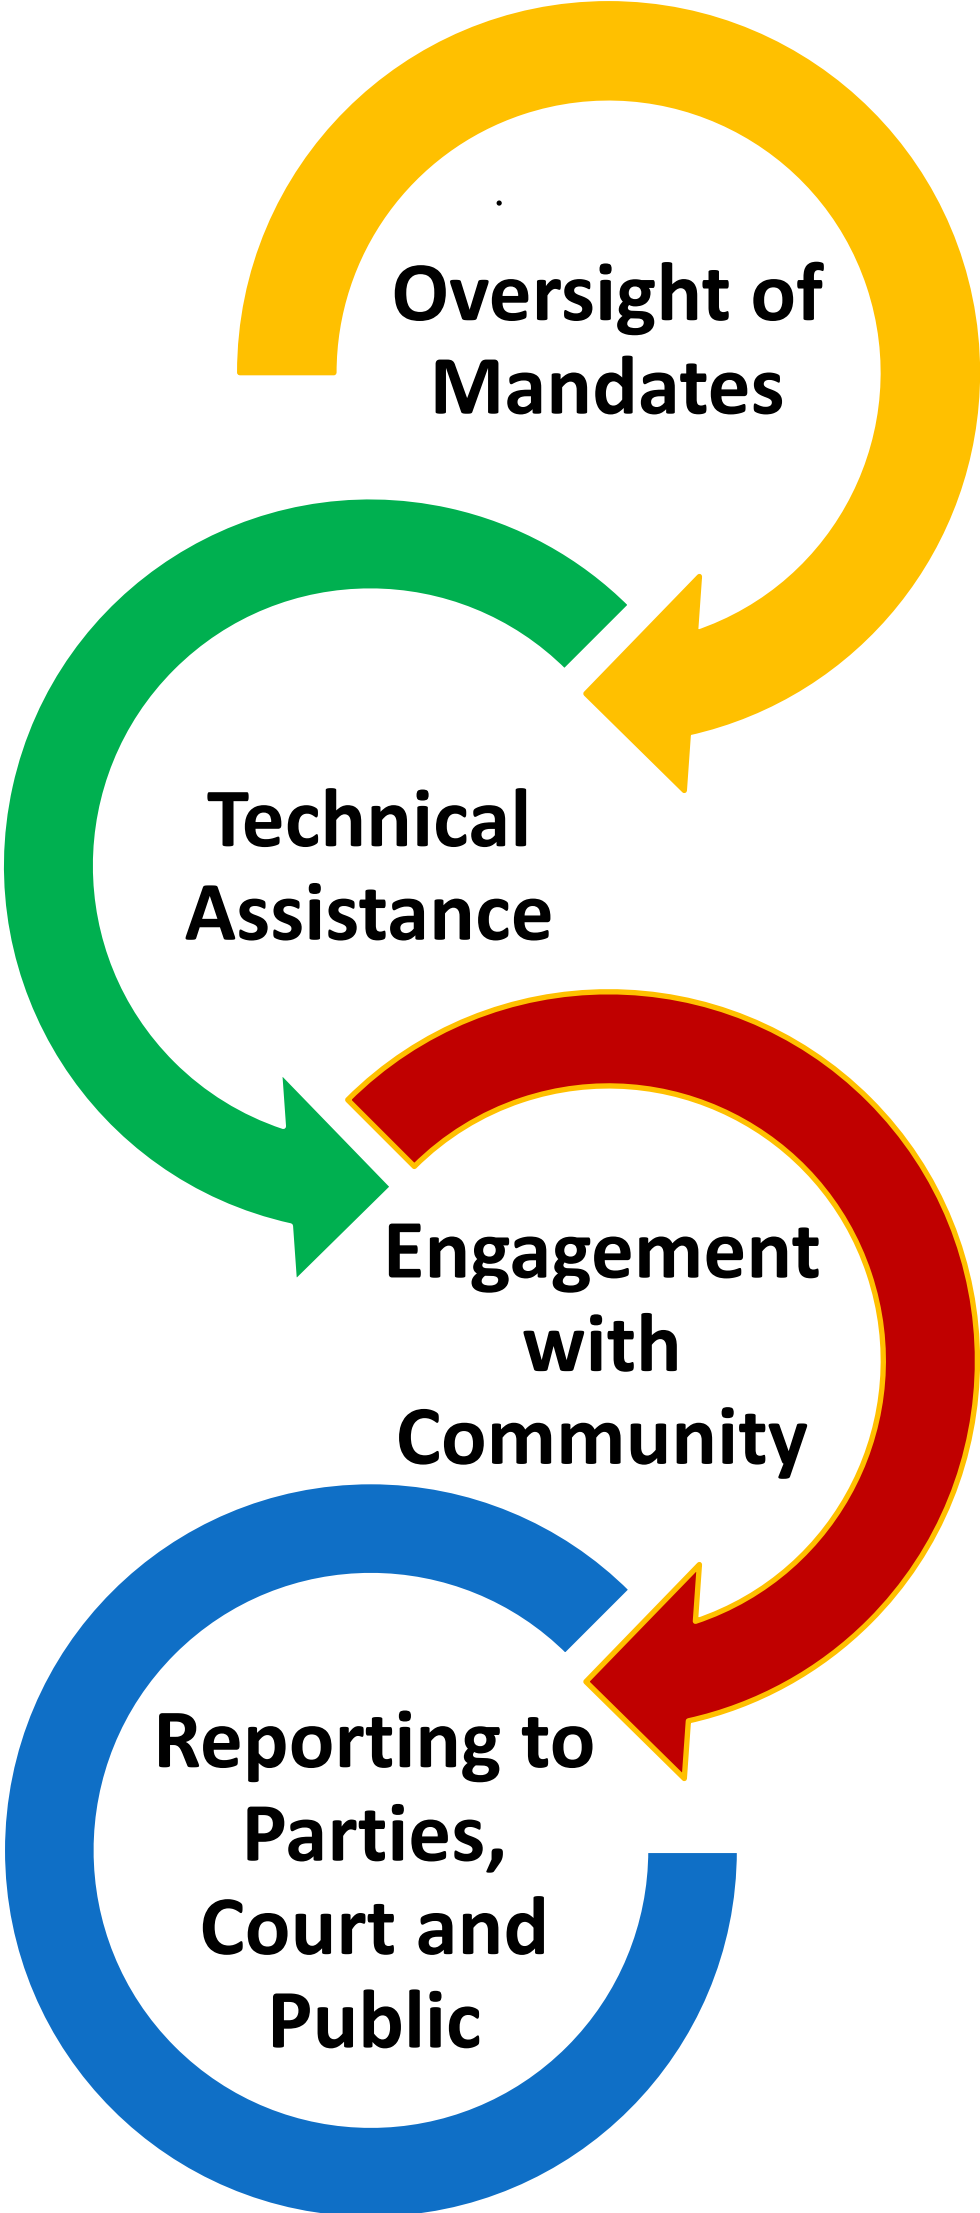 .
Oversight of
Mandates
Technical
Assistance
Engagement
with
Community
Reporting to
Parties,
Court and
Public